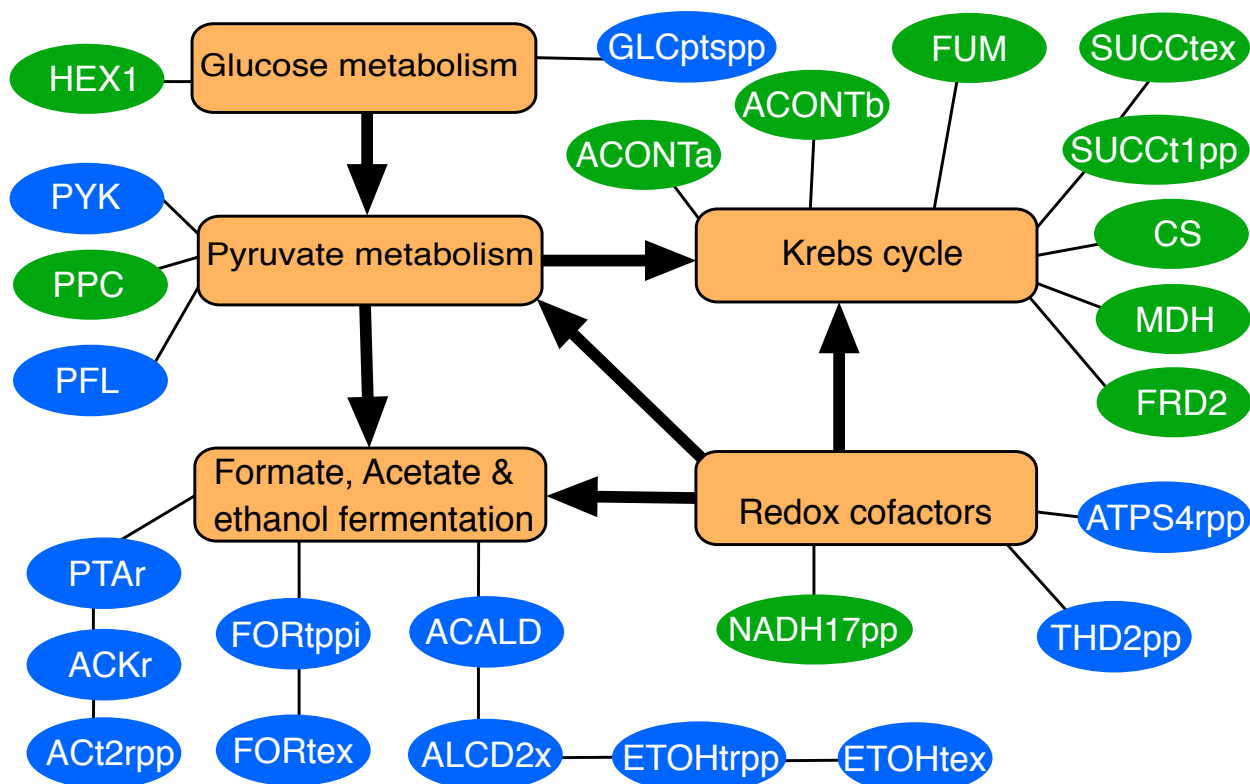 GLCptspp
FUM
SUCCtex
HEX1
Glucose metabolism
ACONTb
ACONTa
SUCCt1pp
PYK
Pyruvate metabolism
Krebs cycle
CS
PPC
MDH
PFL
FRD2
Formate, Acetate &
ethanol fermentation
Redox cofactors
ATPS4rpp
PTAr
FORtppi
ACALD
NADH17pp
THD2pp
ACKr
ACt2rpp
FORtex
ALCD2x
ETOHtrpp
ETOHtex